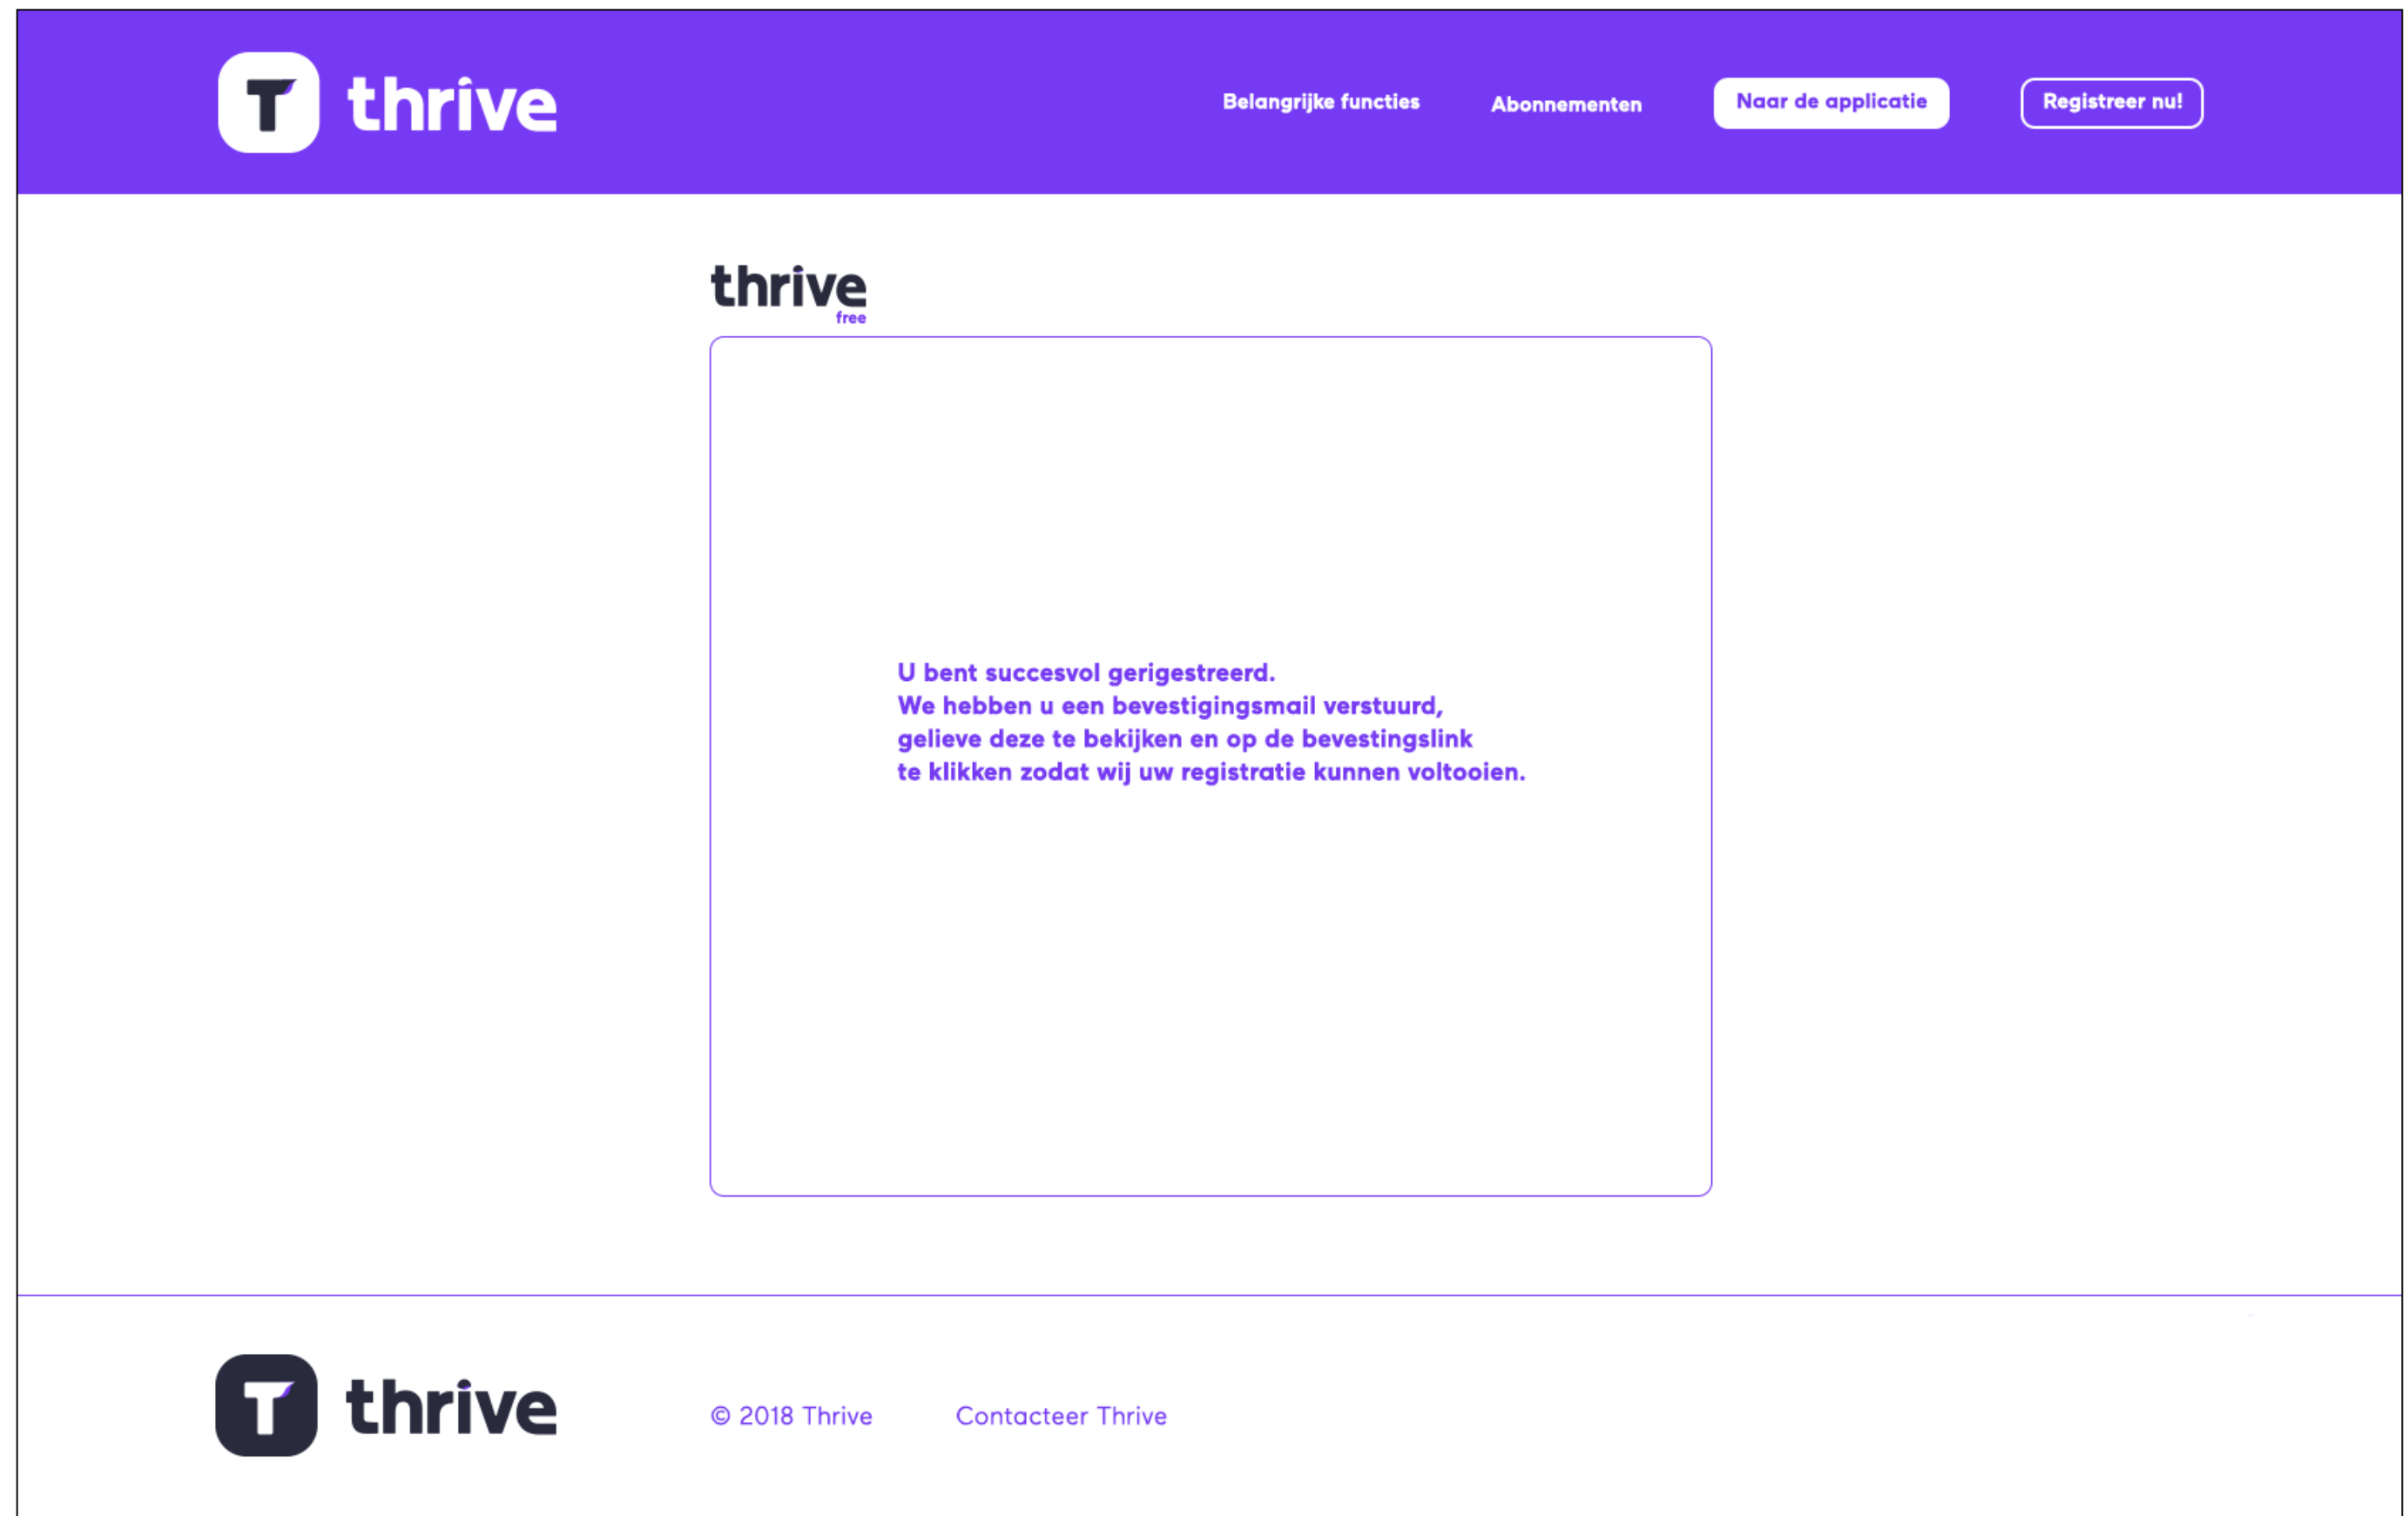 T thrive
Belangrijke functies
Abonnementen
Naar de applicatie
Registreer nu!
thrive
free
U bent succesvol gerigestreerd.
We hebben u een bevestigingsmail verstuurd,
gelieve deze te bekijken en op de bevestingslink
te klikken zodat wij uw registratie kunnen voltooien.
T thrive
© 2018 Thrive
Contacteer Thrive